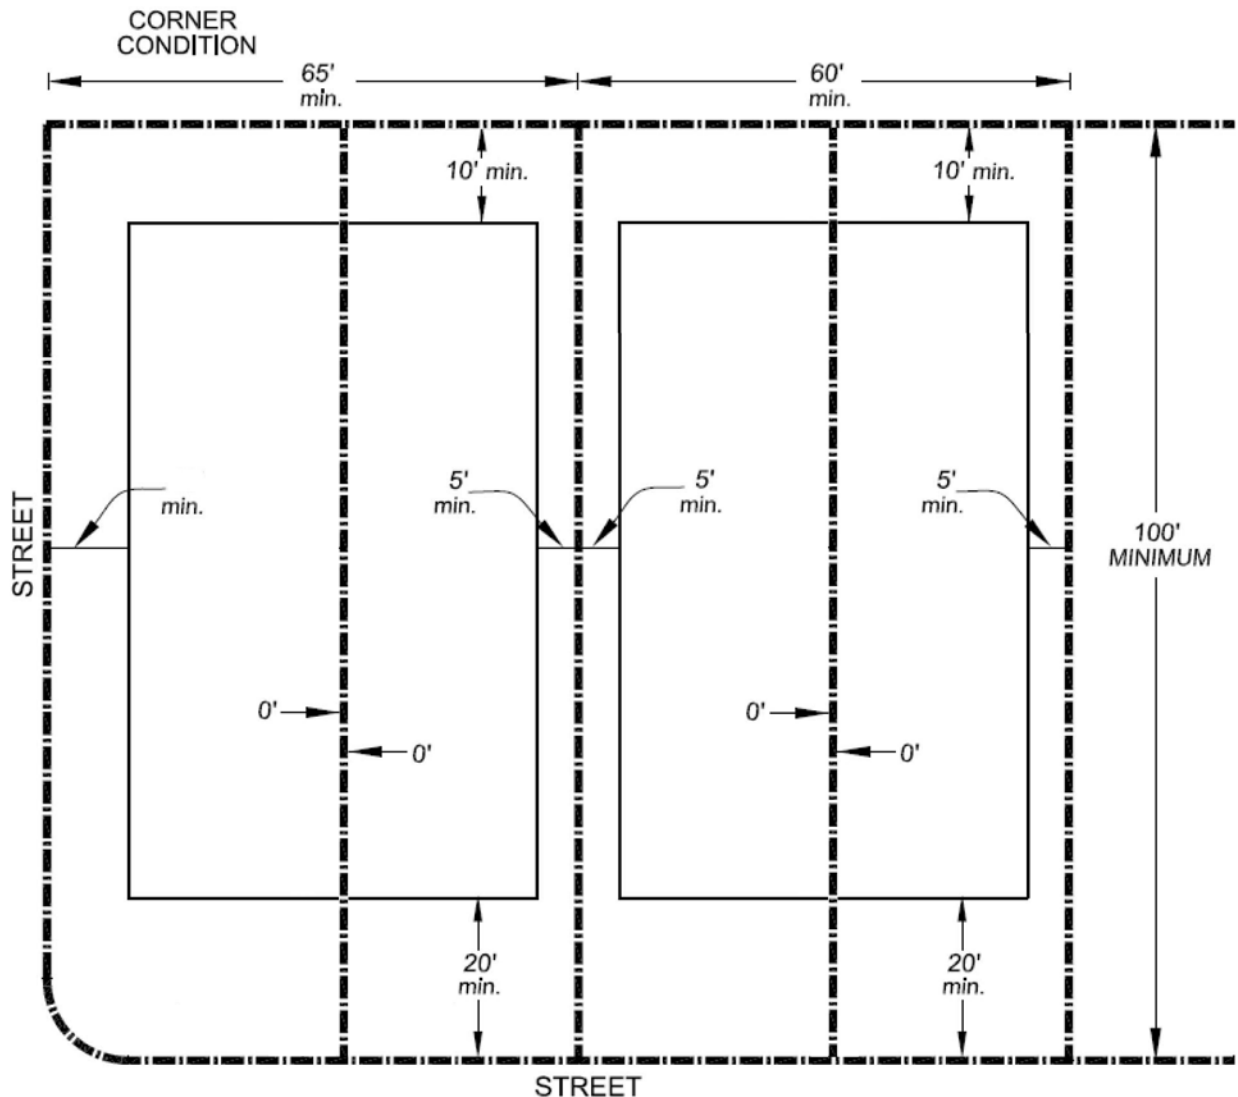 CORNER
CONDITION
65'
min.
60'
min.
10' min.
10' min.
min.
5'
min.
5'
min.
5'
min.
100'
MINIMUM
STREET
0'
0'
0'
0'
20'
min.
20'
min.
STREET